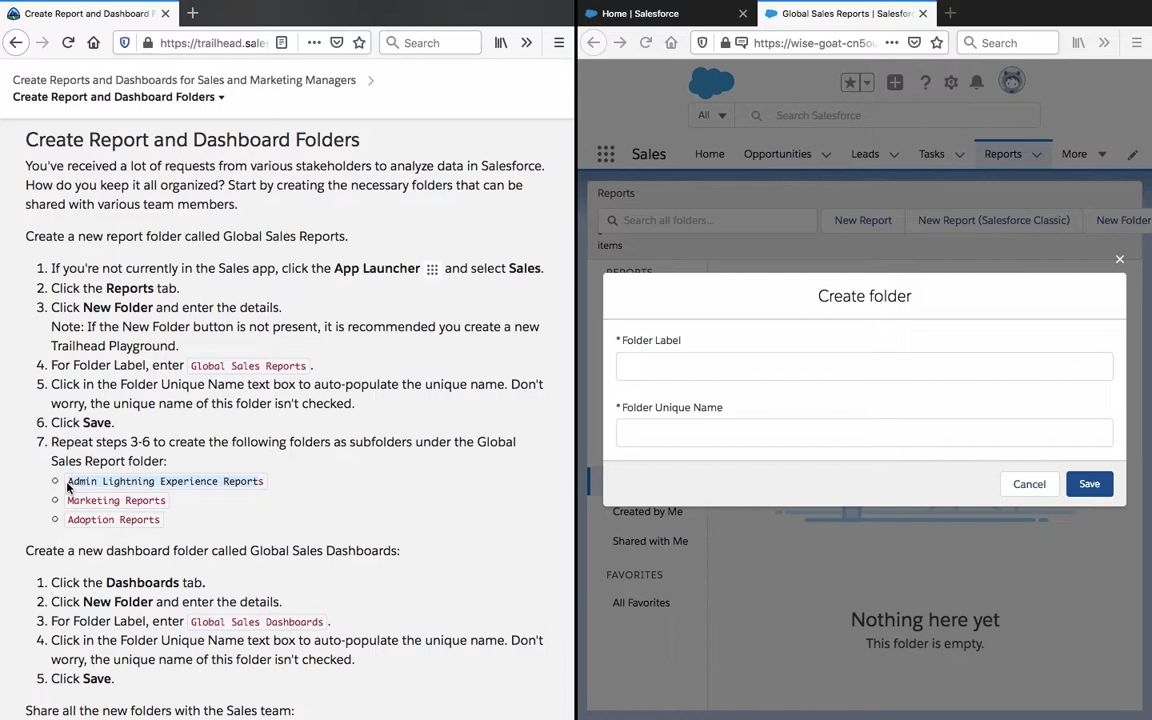 Create Report and Dashboard F
https://trailhead.sale
Search
Create Reports and Dashboards for Sales and Marketing Managers
Create Report and Dashboard Folders
Create Report and Dashboard Folders
You've received a lot of requests from various stakeholders to analyze data in Salesforce.
How do you keep it all organized? Start by creating the necessary folders that can be
shared with various team members.
Create a new report folder called Global Sales Reports.
1. If you're not currently in the Sales app, click the App Launcher and select Sales.
2. Click the Reports tab.
3. Click New Folder and enter the details.
Note: If the New Folder button is not present, it is recommended you create a new
Trailhead Playground.
4. For Folder Label, enter Global Sales Reports.
5. Click in the Folder Unique Name text box to auto-populate the unique name. Don't
worry, the unique name of this folder isn't checked.
6. Click Save.
7. Repeat steps 3-6 to create the following folders as subfolders under the Global
Sales Report folder:
Admin Lightning Experience Reports
Marketing Reports
Adoption Reports
Create a new dashboard folder called Global Sales Dashboards:
1. Click the Dashboards tab.
2. Click New Folder and enter the details.
3. For Folder Label, enter Global Sales Dashboards.
4. Click in the Folder Unique Name text box to auto-populate the unique name. Don't
worry, the unique name of this folder isn't checked.
5. Click Save.
Share all the new folders with the Sales team:
Home | Salesforce
Global Sales Reports | Salesforc
https://wise-goat-cn5ou
Search
All
Search Salesforce
Sales
Home
Opportunities
Leads
Tasks
Reports
More
Reports
Search all folders...
New Report
New Report (Salesforce Classic)
New Folder
items
REPORTS
Create folder
*Folder Label
*Folder Unique Name
Cancel
Save
Created by Me
Shared with Me
FAVORITES
All Favorites
Nothing here yet
This folder is empty.